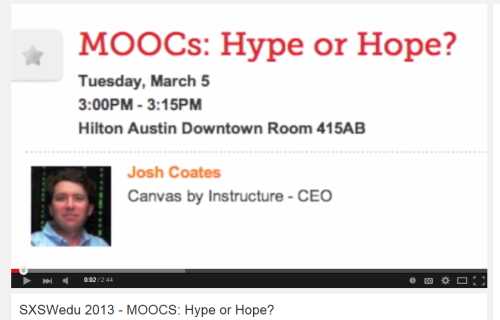 MOOCs: Hype or Hope?
Tuesday, March 5
3:00PM - 3:15PM
Hilton Austin Downtown Room 415AB
Josh Coates
Canvas by Instructure - CEO
0:02 / 2:44
SXSWedu 2013 - MOOCS: Hype or Hope?